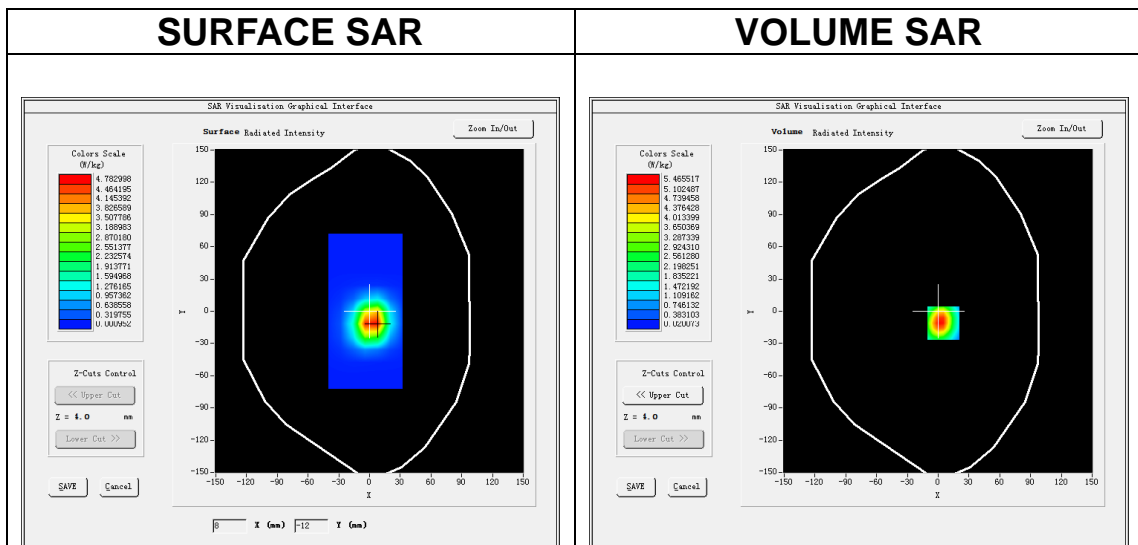 SURFACE SAR
SAR Visualisation Graphical Interface
Surface Radiated Intensity
Zoom In/Out
Colors Scale
(W/kg)
4.782998
4.464195
4.145392
3.826589
3.507786
3.188983
2.870180
2.551377
2.232574
1.913771
1.594968
1.276165
0.957362
0.638558
0.319755
0.000952
Z-Cuts Control
<< Upper Cut
Z = 4.0 mm
Lower Cut >>
SAVE Cancel
150
120
90
60
30
0
-30
-60
-90
-120
-150
Y
-150 -120 -90 -60 -30 0 30 60 90 120 150
X
8 X (mm) -12 Y (mm)
VOLUME SAR
SAR Visualisation Graphical Interface
Volume Radiated Intensity
Zoom In/Out
Colors Scale
(W/kg)
5.465517
5.102487
4.739458
4.376428
4.013399
3.650369
3.287339
2.924310
2.561280
2.198251
1.835221
1.472192
1.109162
0.746132
0.383103
0.020073
Z-Cuts Control
<< Upper Cut
Z = 4.0 mm
Lower Cut >>
SAVE Cancel
150
120
90
60
30
0
-30
-60
-90
-120
-150
Y
-150 -120 -90 -60 -30 0 30 60 90 120 150
X